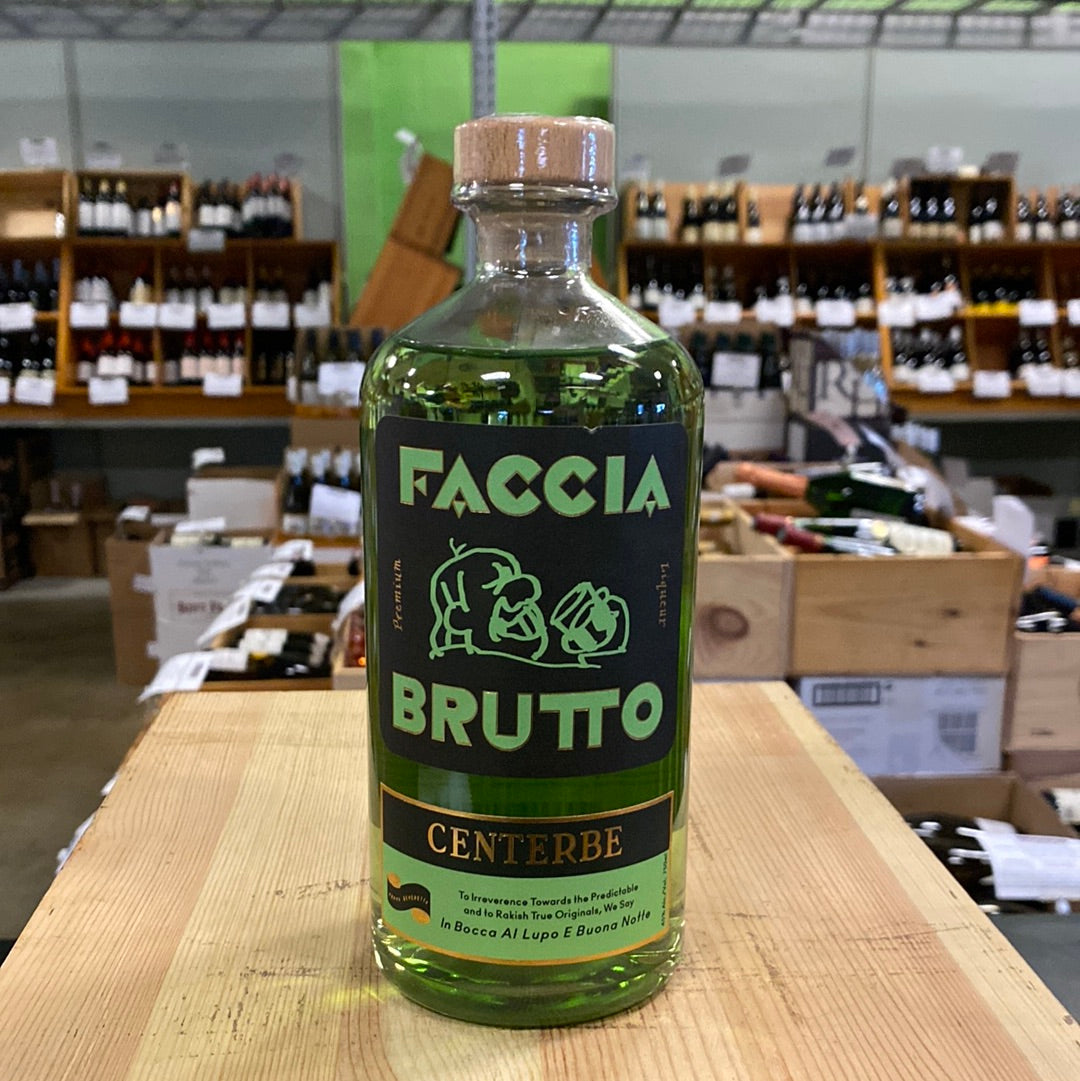 FACCIA
Premium
Liqueur
BRUTTO
CENTERBE
To Irreverence Towards the Predictable
and to Rakish True Originals, We Say
In Bocca Al Lupo E Buona Notte